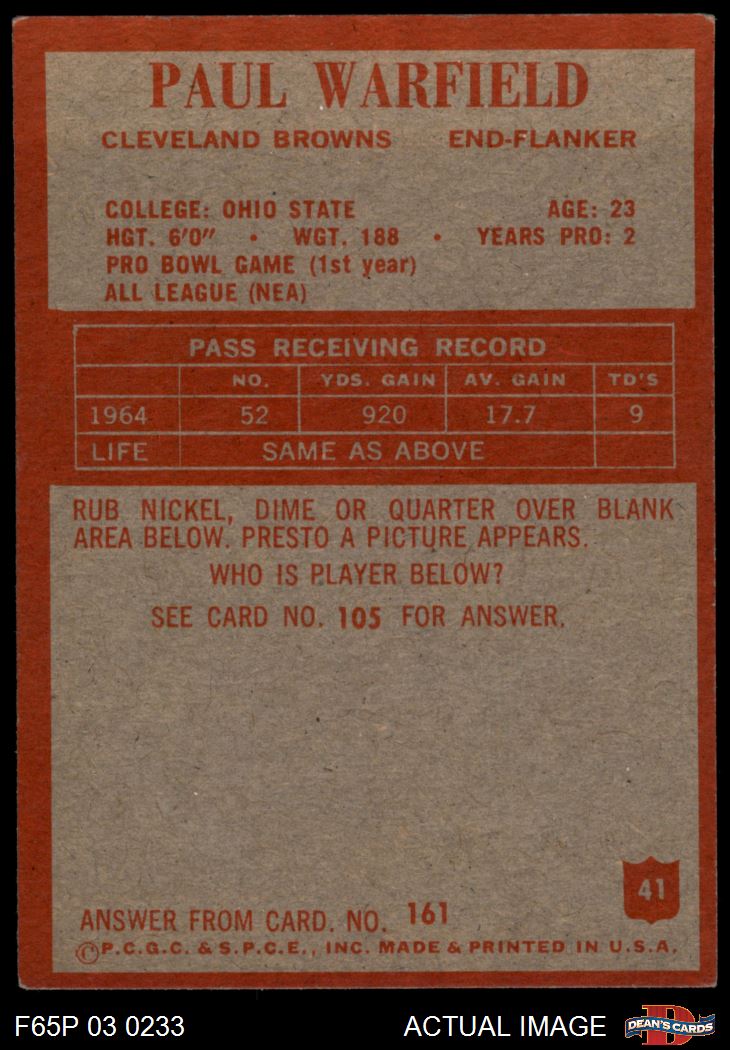 PAUL WARFIELD
CLEVELAND BROWNS END-FLANKER
COLLEGE: OHIO STATE AGE: 23
HGT. 6'0" • WGT. 188 • YEARS PRO: 2
PRO BOWL GAME (1st year)
ALL LEAGUE (NEA)
PASS RECEIVING RECORD
NO. YDS. GAIN AV. GAIN TD'S
1964 52 920 17.7 9
LIFE SAME AS ABOVE
RUB NICKEL, DIME OR QUARTER OVER BLANK
AREA BELOW. PRESTO A PICTURE APPEARS.
WHO IS PLAYER BELOW?
SEE CARD NO. 105 FOR ANSWER.
41
ANSWER FROM CARD. NO. 161
©P.C.G.C. & S.P.C.E., INC. MADE & PRINTED IN U.S.A.
F65P 03 0233 ACTUAL IMAGE D DEAN'S CARDS